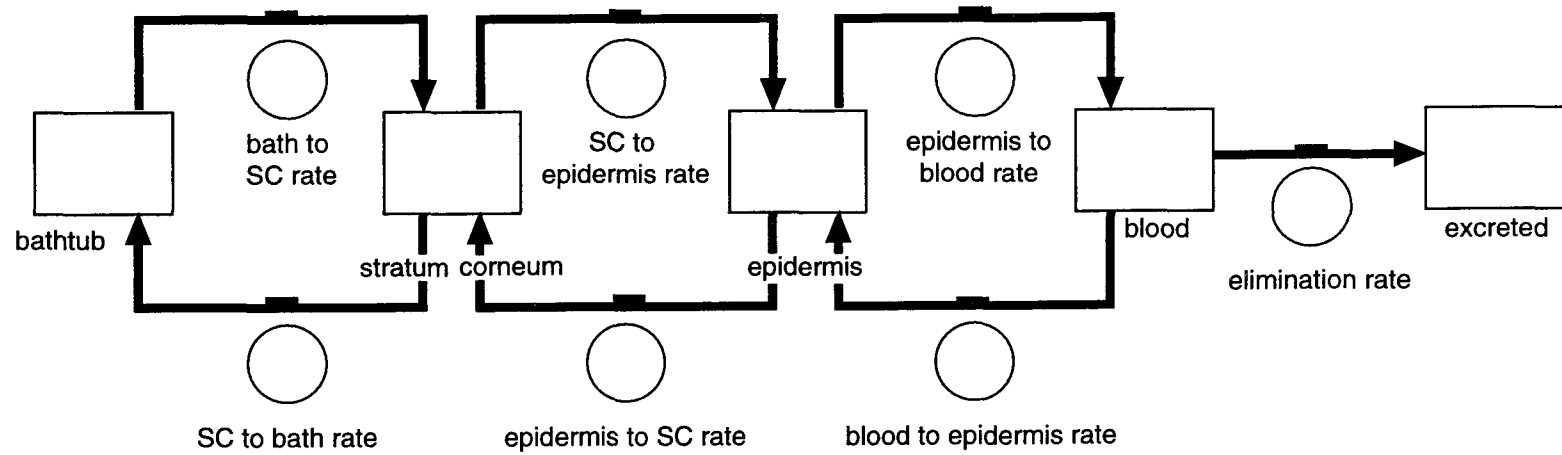 bath to
SC rate
SC to
epidermis rate
epidermis to
blood rate
bathtub
stratum corneum
epidermis
blood
excreted
elimination rate
SC to bath rate
epidermis to SC rate
blood to epidermis rate